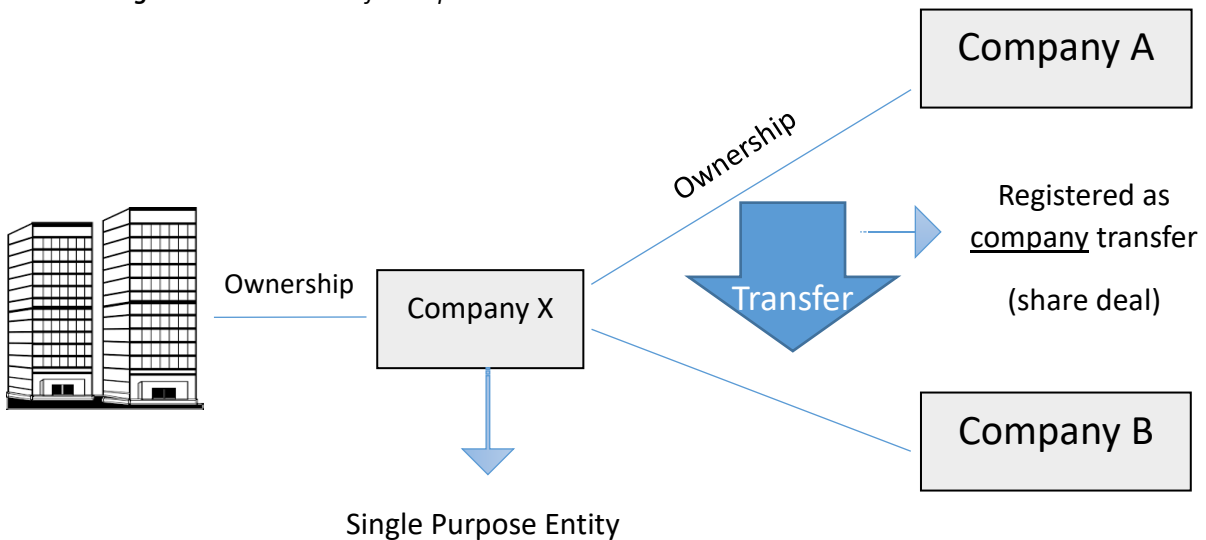 Company A
Ownership
Registered as
company transfer
(share deal)
Transfer
Ownership
Company X
Company B
Single Purpose Entity